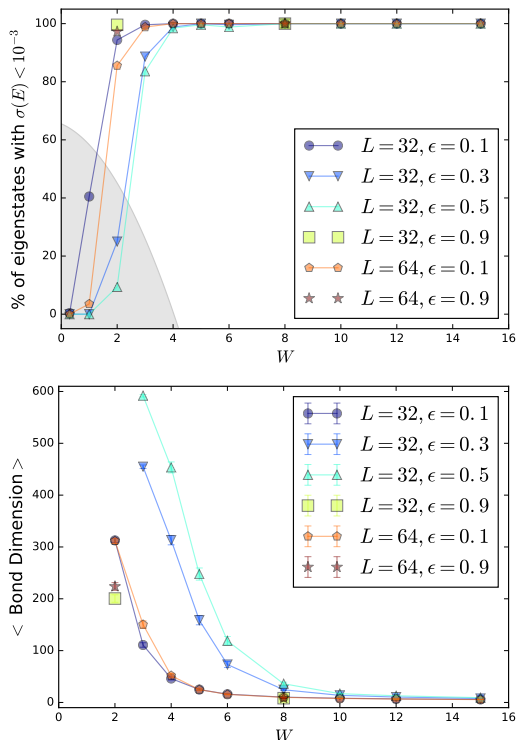 % of eigenstates with σ(E) < 10⁻³
100
80
60
40
20
0
L = 32, ϵ = 0.1
L = 32, ϵ = 0.3
L = 32, ϵ = 0.5
L = 32, ϵ = 0.9
L = 64, ϵ = 0.1
L = 64, ϵ = 0.9
0 2 4 6 8 10 12 14 16
W
< Bond Dimension >
600
500
400
300
200
100
0
L = 32, ϵ = 0.1
L = 32, ϵ = 0.3
L = 32, ϵ = 0.5
L = 32, ϵ = 0.9
L = 64, ϵ = 0.1
L = 64, ϵ = 0.9
0 2 4 6 8 10 12 14 16
W